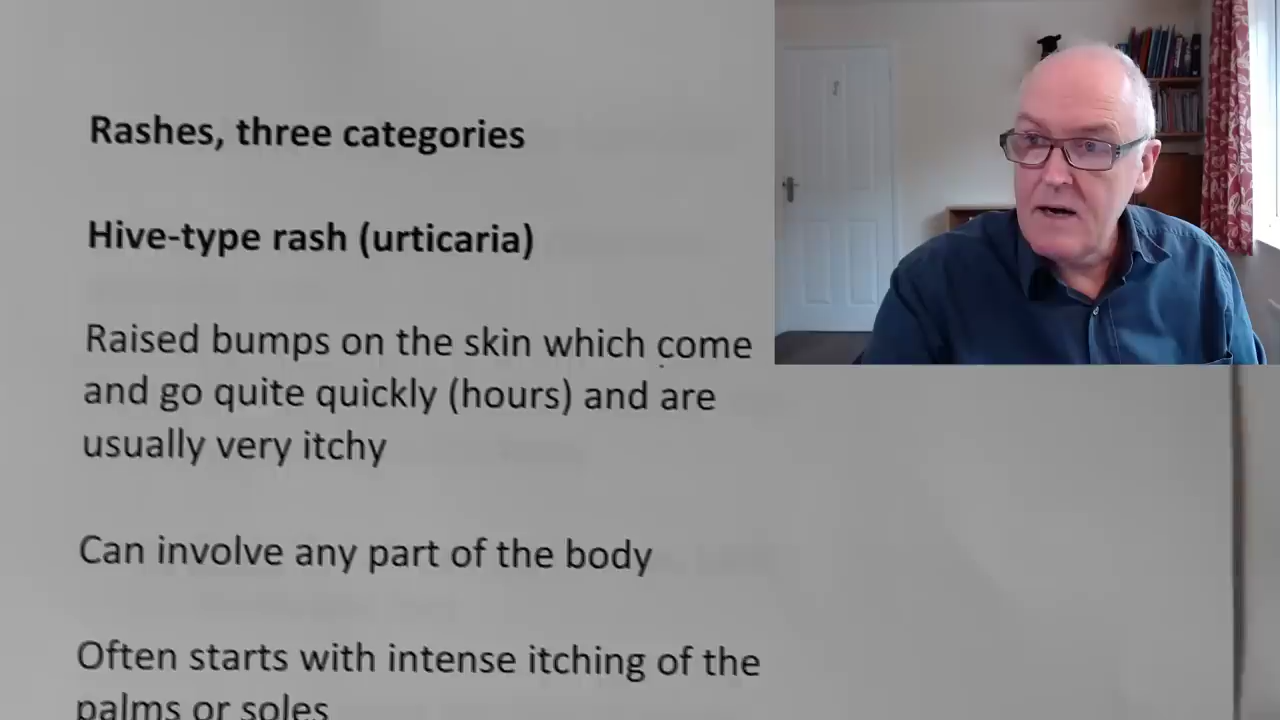 Rashes, three categories
Hive-type rash (urticaria)
Raised bumps on the skin which come
and go quite quickly (hours) and are
usually very itchy
Can involve any part of the body
Often starts with intense itching of the
palms or soles